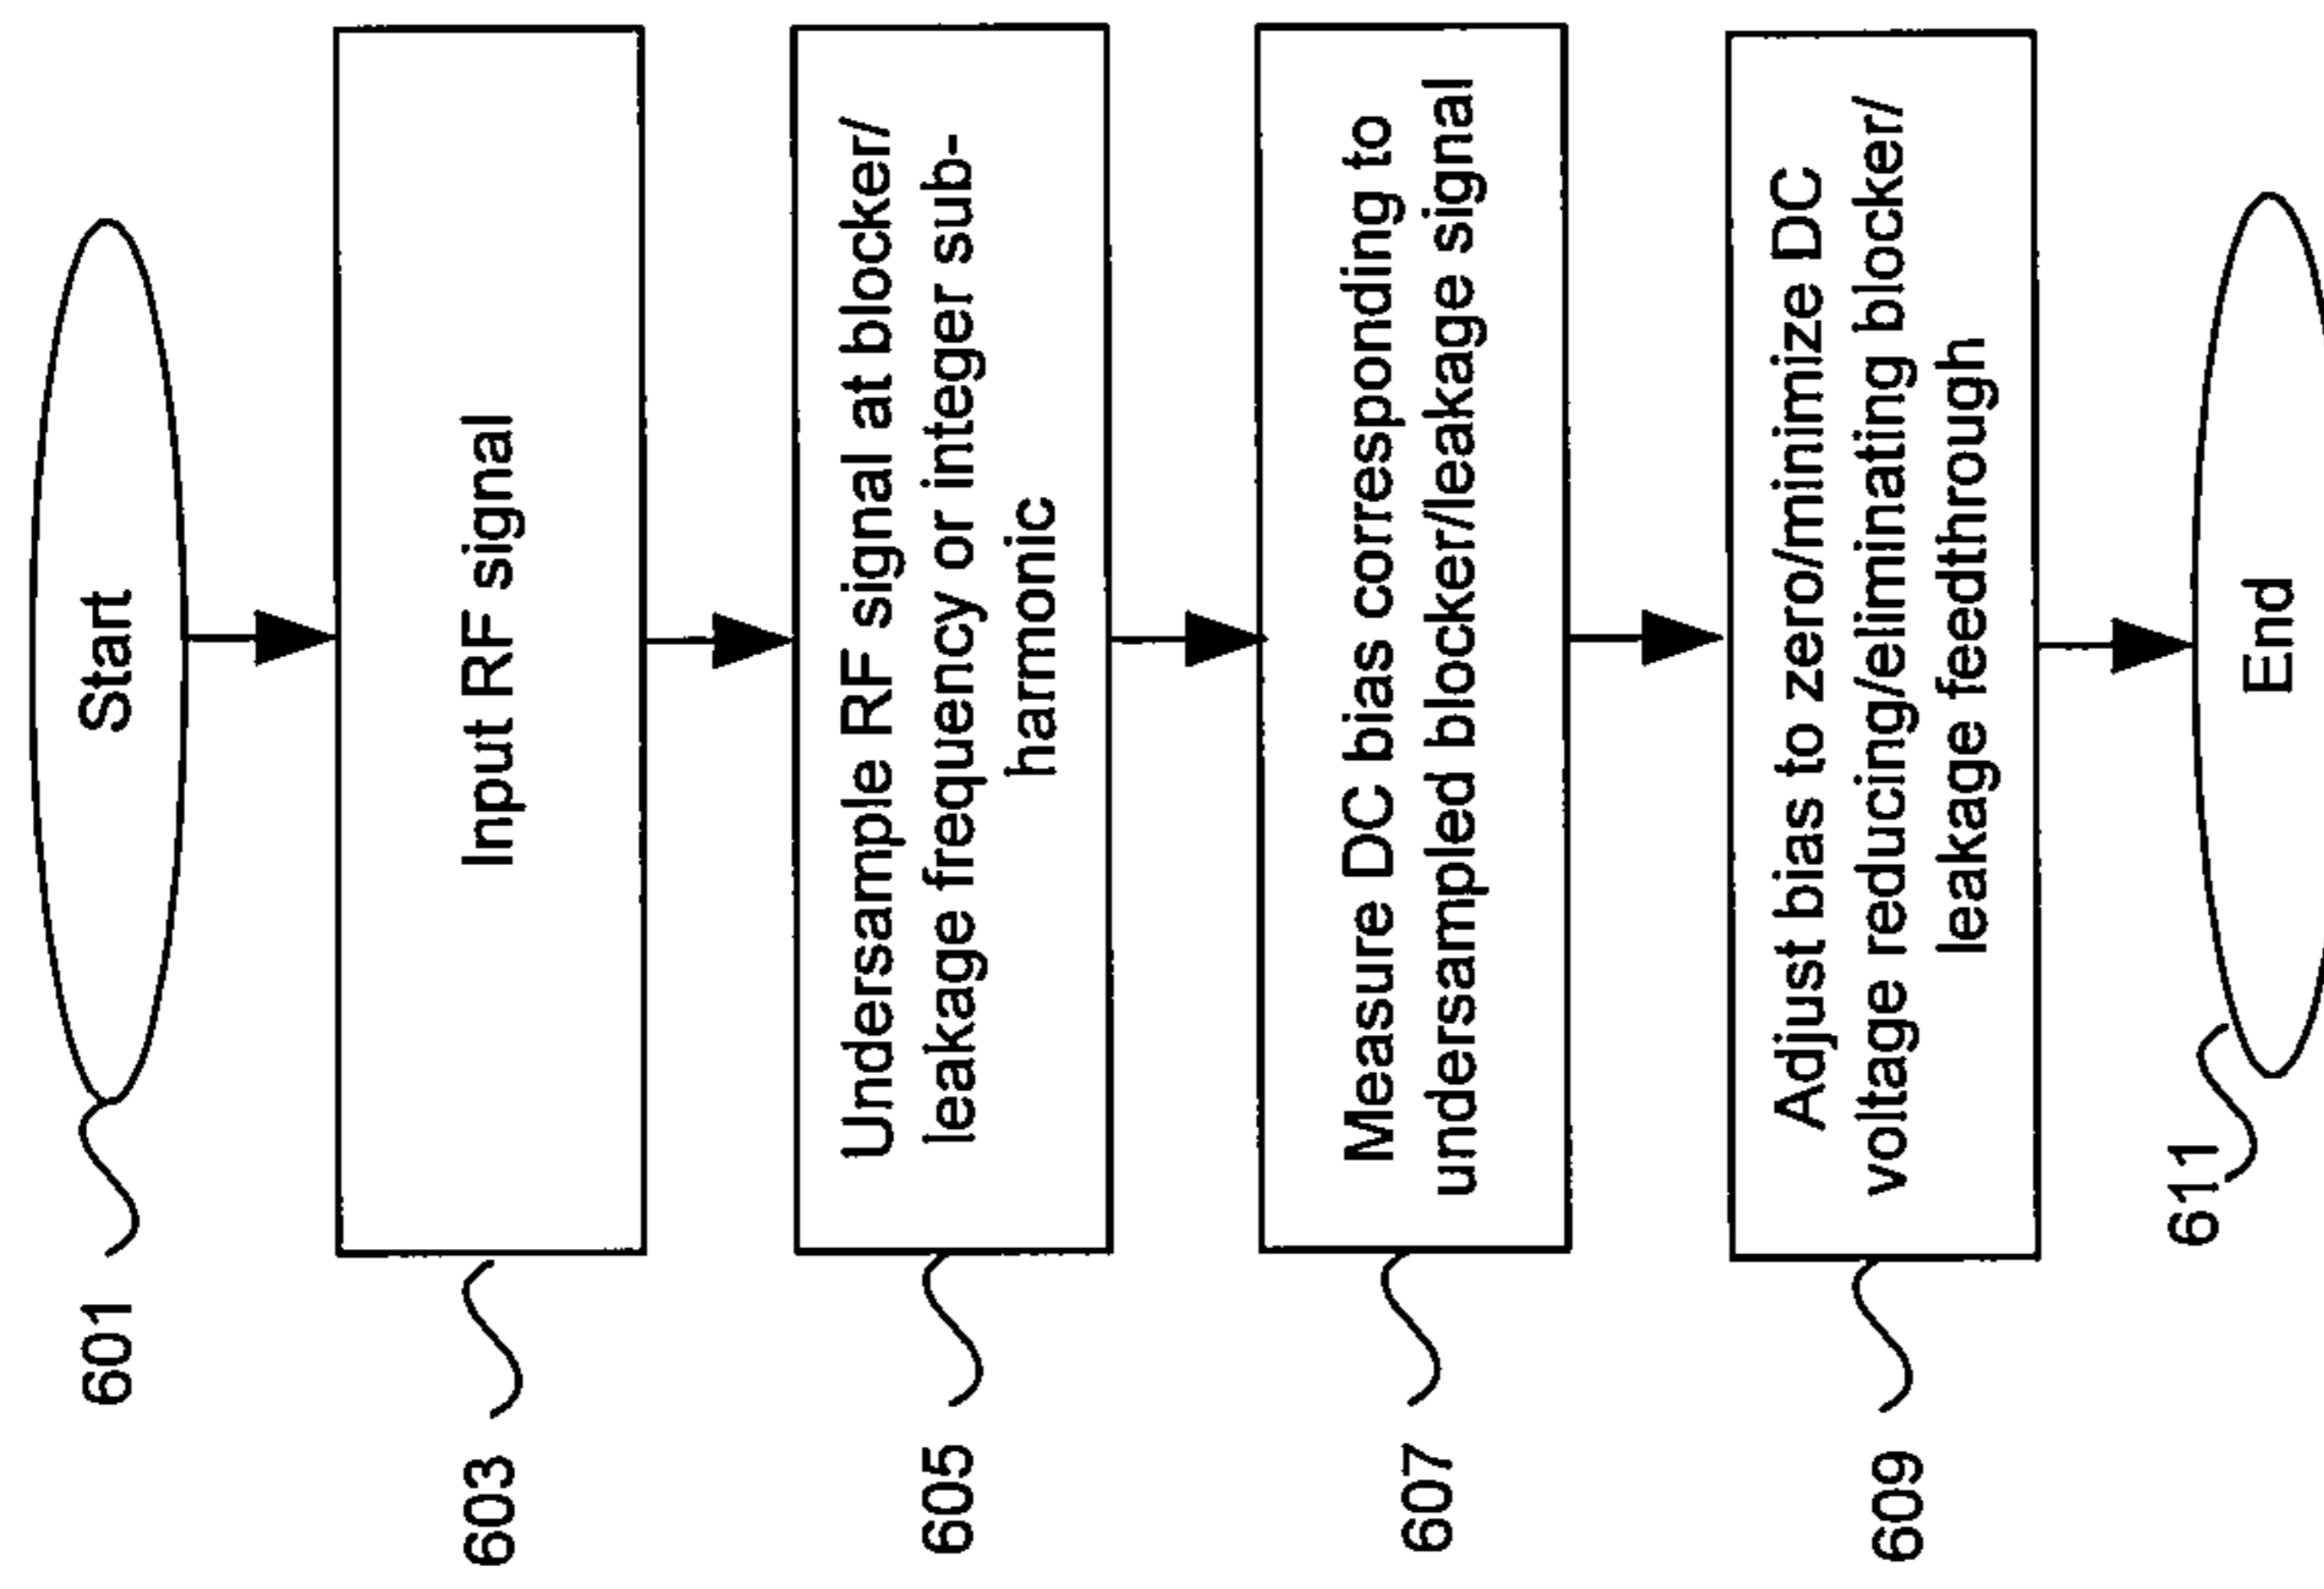 601
Start
603
Input RF signal
605
Undersample RF signal at blocker/
leakage frequency or integer sub-
harmonic
607
Measure DC bias corresponding to
undersampled blocker/leakage signal
609
Adjust bias to zero/minimize DC
voltage reducing/eliminating blocker/
leakage feedthrough
611
End